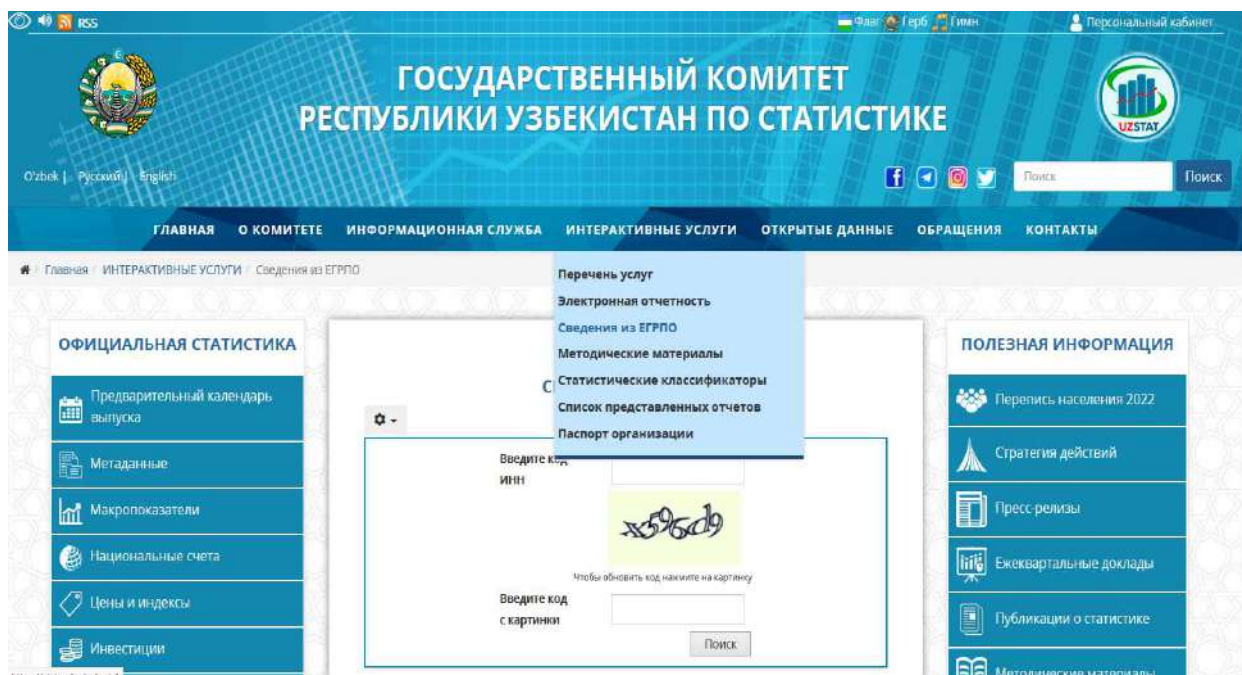 RSS
Флаг Герб Гимн
Персональный кабинет
ГОСУДАРСТВЕННЫЙ КОМИТЕТ
РЕСПУБЛИКИ УЗБЕКИСТАН ПО СТАТИСТИКЕ
UZSTAT
O'zbek | Русский | English
Поиск
Поиск
ГЛАВНАЯ О КОМИТЕТЕ ИНФОРМАЦИОННАЯ СЛУЖБА ИНТЕРАКТИВНЫЕ УСЛУГИ ОТКРЫТЫЕ ДАННЫЕ ОБРАЩЕНИЯ КОНТАКТЫ
/ Главная / ИНТЕРАКТИВНЫЕ УСЛУГИ / Сведения из ЕГРПО
Перечень услуг
Электронная отчетность
Сведения из ЕГРПО
Методические материалы
Статистические классификаторы
Список представленных отчетов
Паспорт организации
ОФИЦИАЛЬНАЯ СТАТИСТИКА
Предварительный календарь
выпуска
Метаданные
Макропоказатели
Национальные счета
Цены и индексы
Инвестиции
Введите код
ИНН
x596d9
Чтобы обновить код нажмите на картинку
Введите код
с картинки
Поиск
ПОЛЕЗНАЯ ИНФОРМАЦИЯ
Перепись населения 2022
Стратегия действий
Пресс-релизы
Ежеквартальные доклады
Публикации о статистике
Методические материалы